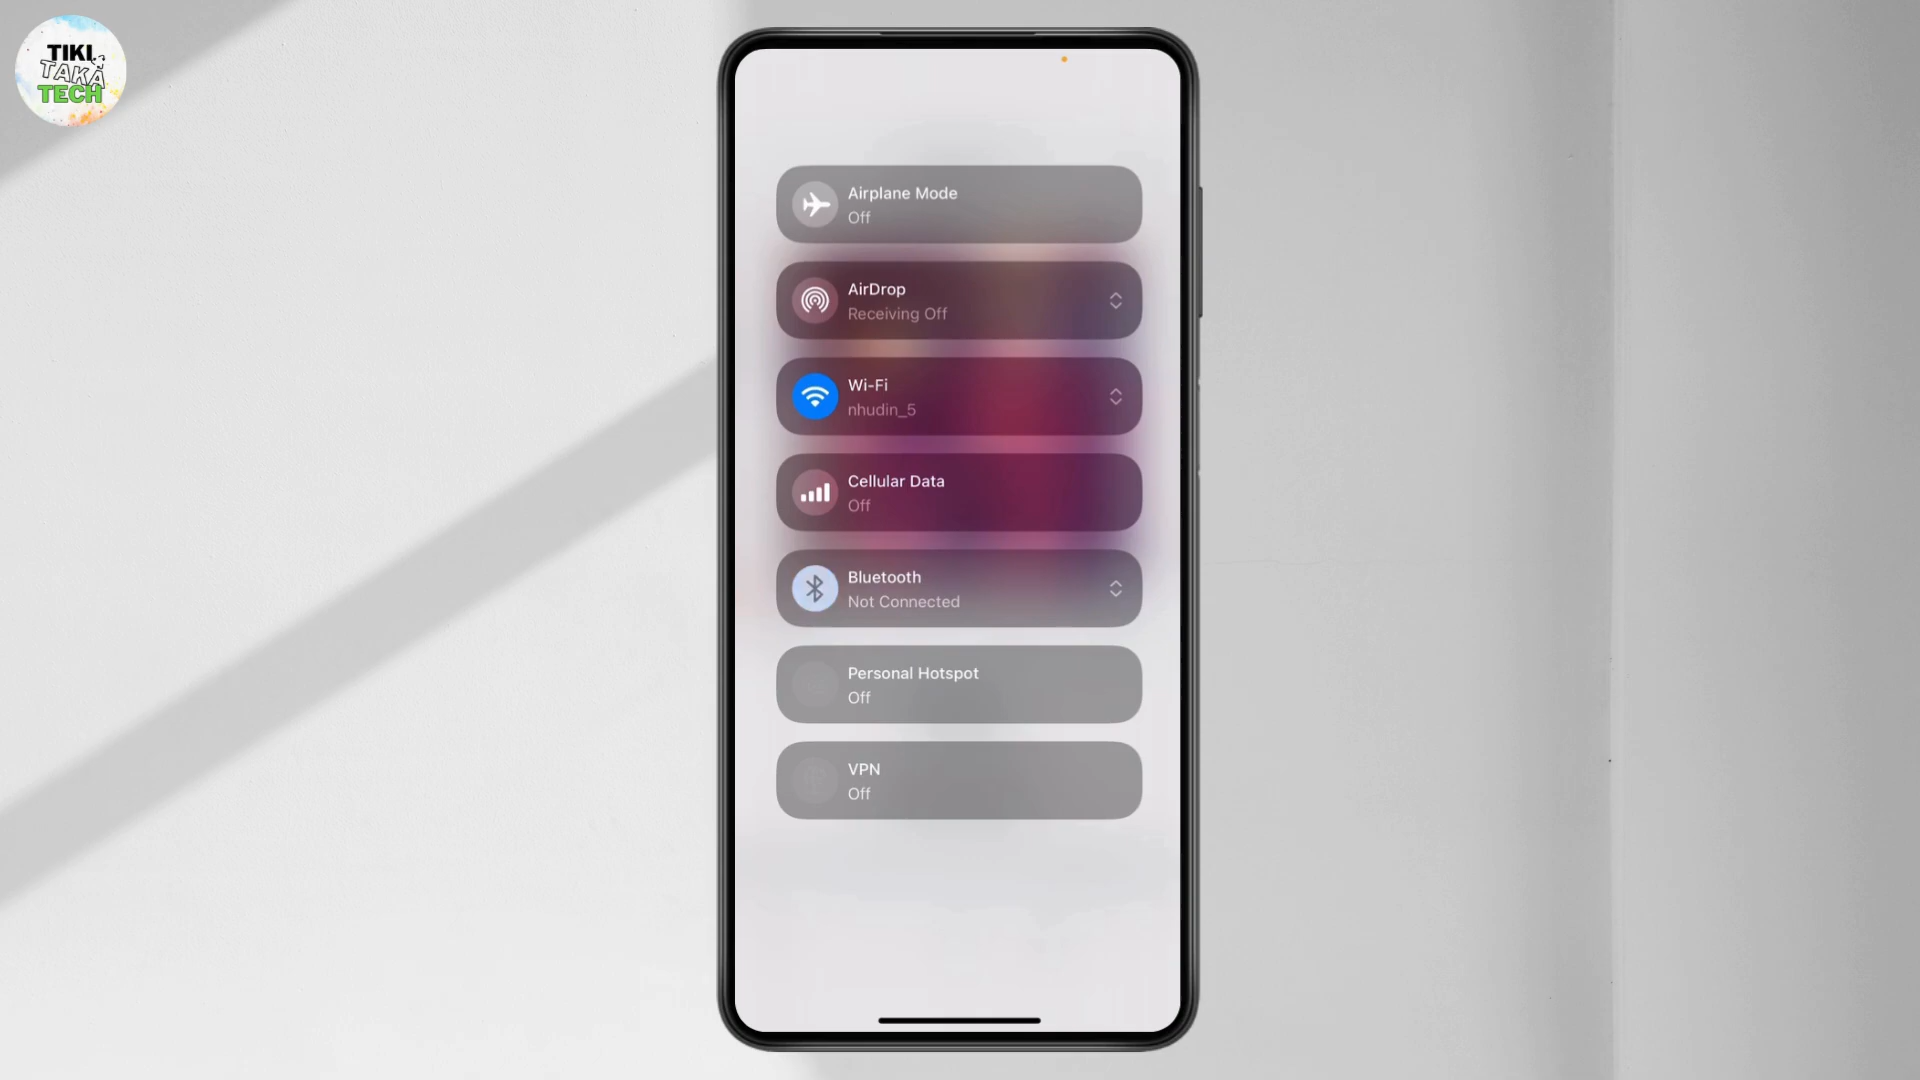 TIKI
TAKA
TECH
Airplane Mode
Off
AirDrop
Receiving Off
Wi-Fi
nhudin_5
Cellular Data
Off
Bluetooth
Not Connected
Personal Hotspot
Off
VPN
Off